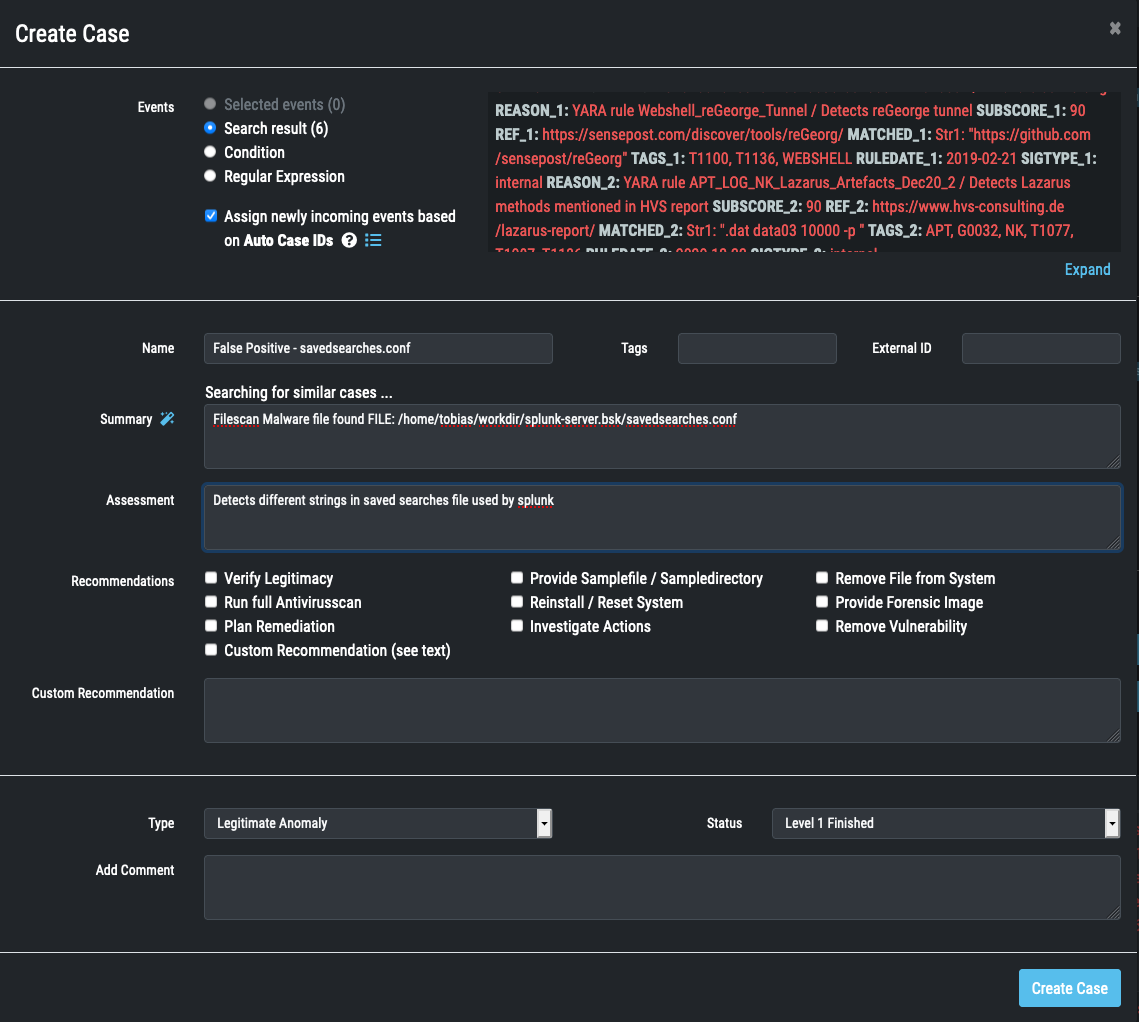 Create Case
Events
Selected events (0)
Search result (6)
Condition
Regular Expression
Assign newly incoming events based
on Auto Case IDs
REASON_1: YARA rule Webshell_reGeorge_Tunnel / Detects reGeorge tunnel SUBSCORE_1: 90
REF_1: https://sensepost.com/discover/tools/reGeorg/ MATCHED_1: Str1: "https://github.com
/sensepost/reGeorg" TAGS_1: T1100, T1136, WEBSHELL RULEDATE_1: 2019-02-21 SIGTYPE_1:
internal REASON_2: YARA rule APT_LOG_NK_Lazarus_Artefacts_Dec20_2 / Detects Lazarus
methods mentioned in HVS report SUBSCORE_2: 90 REF_2: https://www.hvs-consulting.de
/lazarus-report/ MATCHED_2: Str1: ".dat data03 10000 -p " TAGS_2: APT, G0032, NK, T1077,
Expand
Name
False Positive - savedsearches.conf
Tags
External ID
Searching for similar cases ...
Summary
Filescan Malware file found FILE: /home/tobias/workdir/splunk-server.bsk/savedsearches.conf
Assessment
Detects different strings in saved searches file used by splunk
Recommendations
Verify Legitimacy
Provide Samplefile / Sampledirectory
Remove File from System
Run full Antivirusscan
Reinstall / Reset System
Provide Forensic Image
Plan Remediation
Investigate Actions
Remove Vulnerability
Custom Recommendation (see text)
Custom Recommendation
Type
Legitimate Anomaly
Status
Level 1 Finished
Add Comment
Create Case